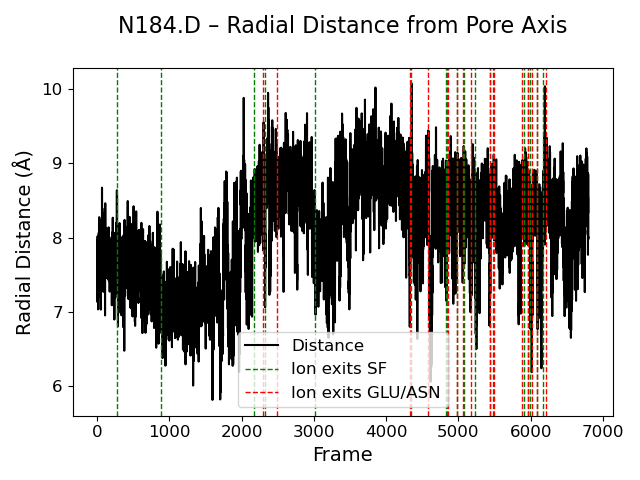 N184.D – Radial Distance from Pore Axis
Radial Distance (Å)
10
9
8
7
6
Distance
Ion exits SF
Ion exits GLU/ASN
0 1000 2000 3000 4000 5000 6000 7000
Frame